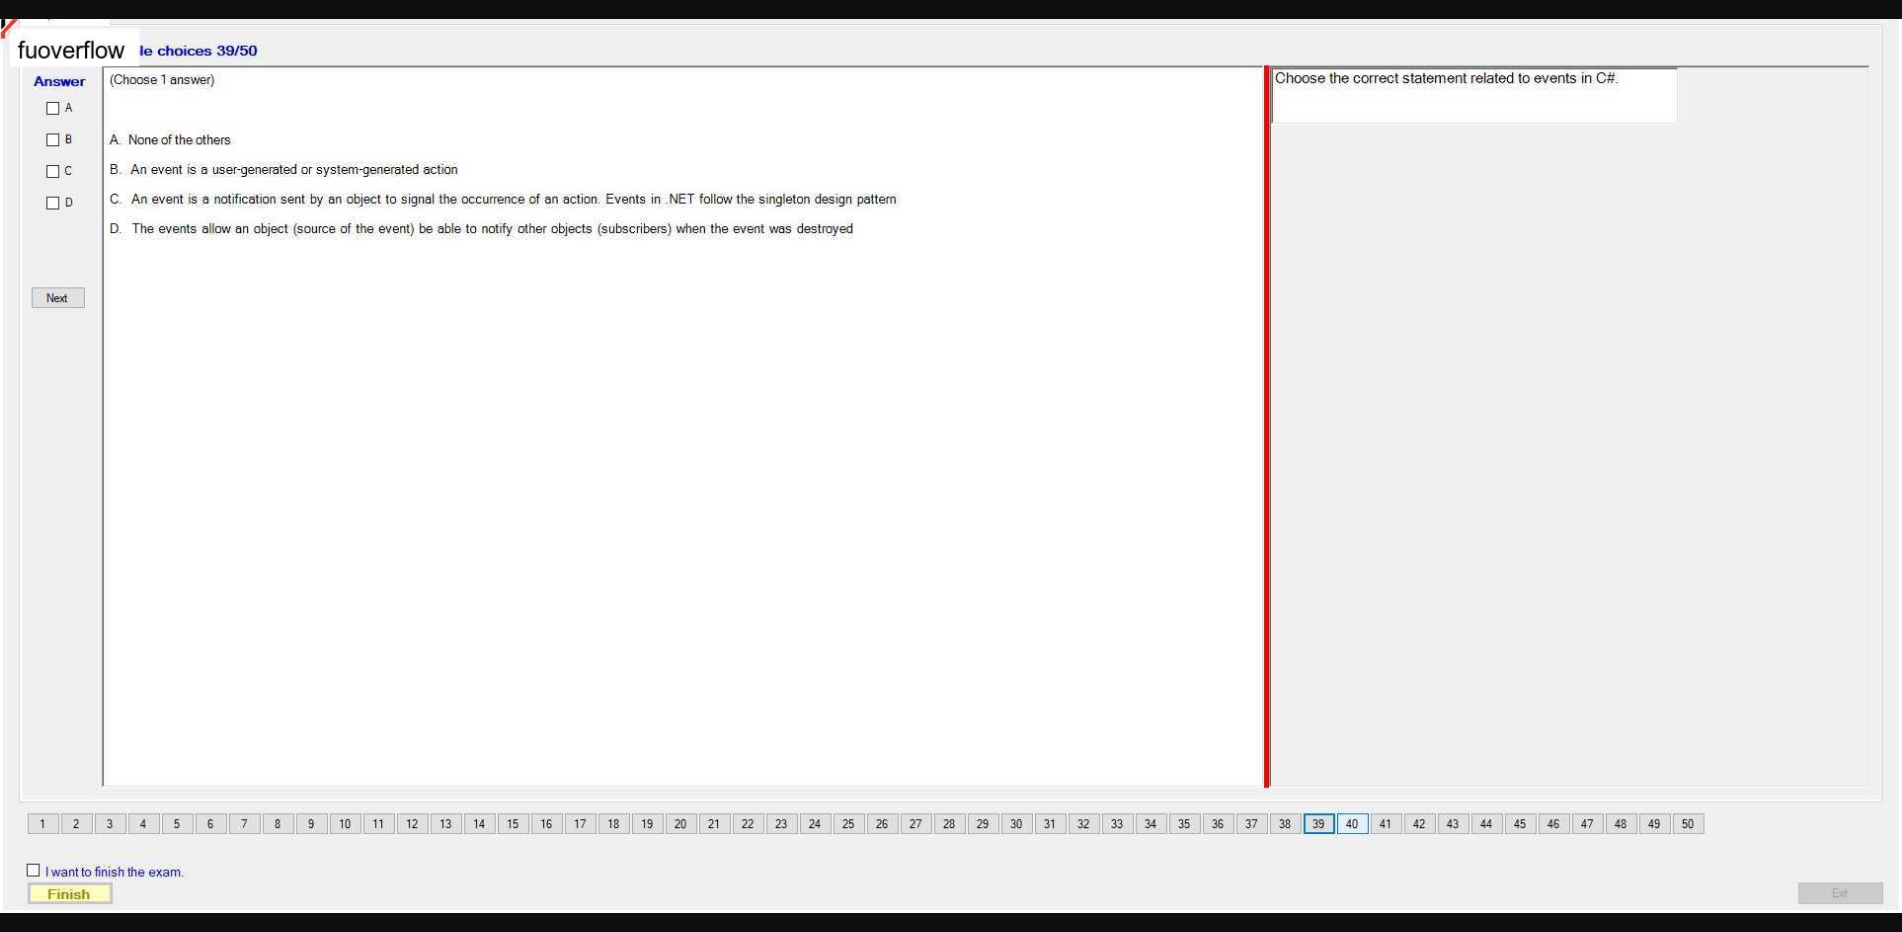 fuoverflow le choices 39/50
Answer
(Choose 1 answer)
Choose the correct statement related to events in C#.
A
B
C
D
A. None of the others
B. An event is a user-generated or system-generated action
C. An event is a notification sent by an object to signal the occurrence of an action. Events in .NET follow the singleton design pattern
D. The events allow an object (source of the event) be able to notify other objects (subscribers) when the event was destroyed
Next
1 2 3 4 5 6 7 8 9 10 11 12 13 14 15 16 17 18 19 20 21 22 23 24 25 26 27 28 29 30 31 32 33 34 35 36 37 38 39 40 41 42 43 44 45 46 47 48 49 50
I want to finish the exam.
Finish
Exit